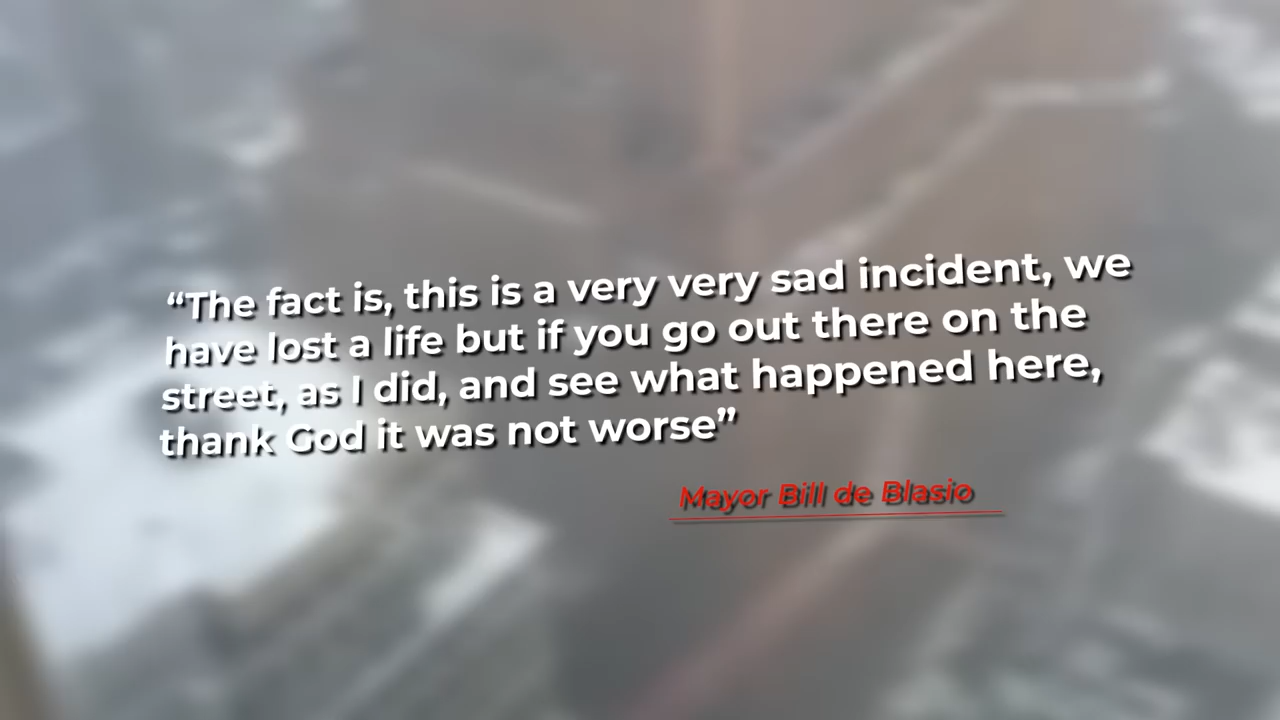 “The fact is, this is a very very sad incident, we
have lost a life but if you go out there on the
street, as I did, and see what happened here,
thank God it was not worse”
Mayor Bill de Blasio